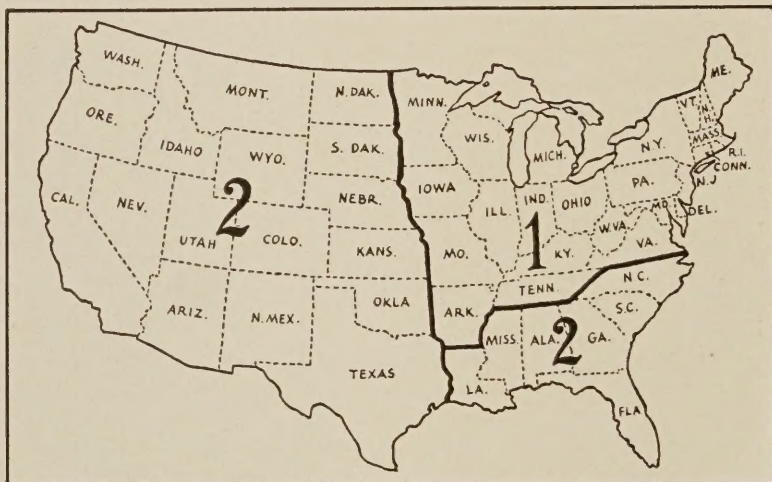 WASH.
MONT.
N. DAK.
MINN.
ME.
VT.
N.
H.
ORE.
IDAHO
WYO.
S. DAK.
WIS.
MICH.
N.Y.
MASS.
R.I.
CONN.
NEBR.
IOWA
PA.
N.J
CAL.
NEV.
2
UTAH
COLO.
KANS.
MO.
ILL.
IND.
OHIO
1
W.VA.
MD.
DEL.
KY.
VA.
ARIZ.
N.MEX.
OKLA
ARK.
TENN.
N.C.
S.C.
TEXAS
MISS.
ALA.
2
GA.
LA.
FLA